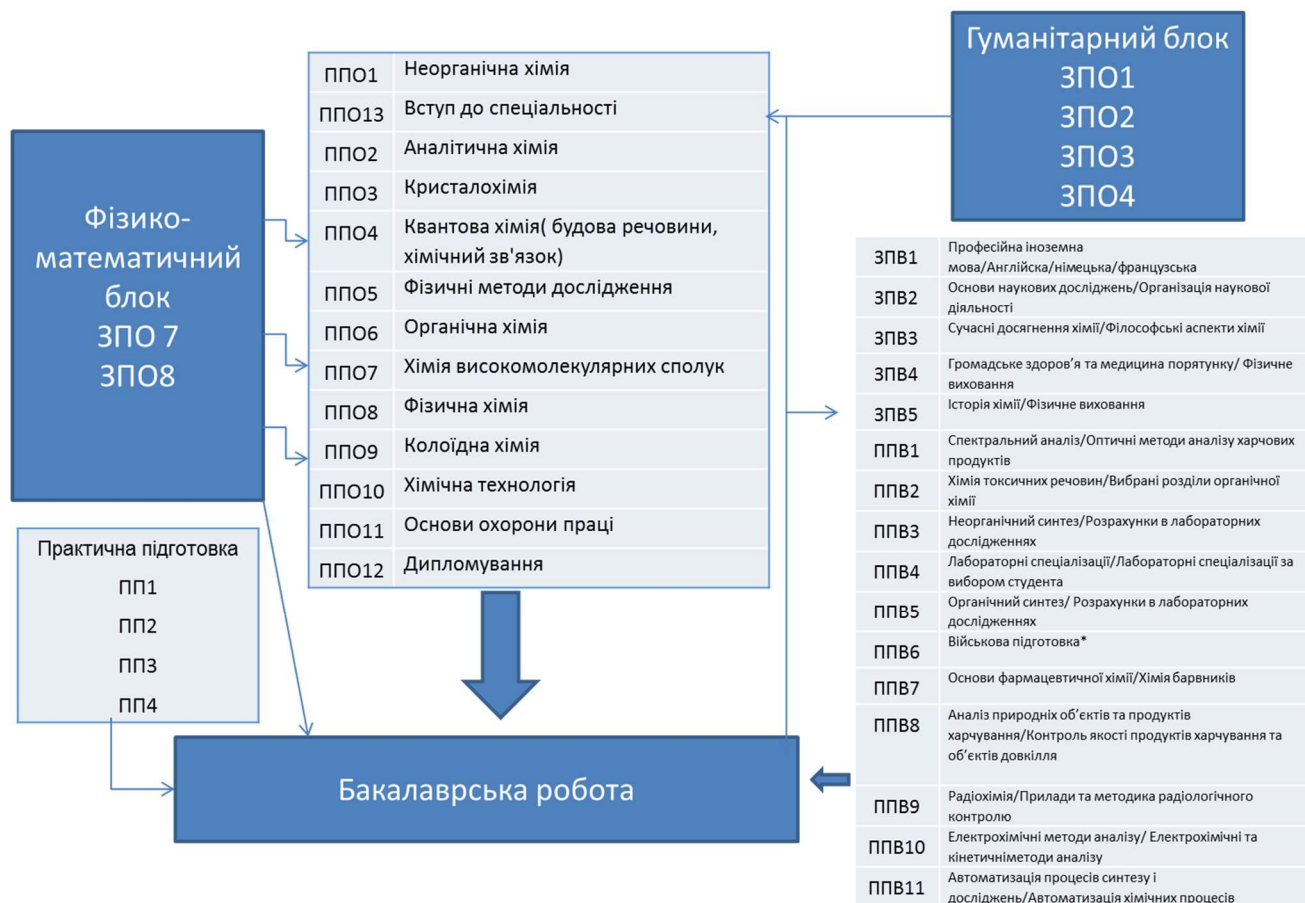 Фізико-
математичний
блок
ЗПО 7
ЗПО8
Практична підготовка
ПП1
ПП2
ПП3
ПП4
ППО1 Неорганічна хімія
ППО13 Вступ до спеціальності
ППО2 Аналітична хімія
ППО3 Кристалохімія
ППО4 Квантова хімія( будова речовини,
хімічний зв'язок)
ППО5 Фізичні методи дослідження
ППО6 Органічна хімія
ППО7 Хімія високомолекулярних сполук
ППО8 Фізична хімія
ППО9 Колоїдна хімія
ППО10 Хімічна технологія
ППО11 Основи охорони праці
ППО12 Дипломування
Бакалаврська робота
Гуманітарний блок
ЗПО1
ЗПО2
ЗПО3
ЗПО4
ЗПВ1 Професійна іноземна
мова/Англійска/німецька/французська
ЗПВ2 Основи наукових досліджень/Організація наукової
діяльності
ЗПВ3 Сучасні досягнення хімії/Філософські аспекти хімії
ЗПВ4 Громадське здоров’я та медицина порятунку/ Фізичне
виховання
ЗПВ5 Історія хімії/Фізичне виховання
ППВ1 Спектральний аналіз/Оптичні методи аналізу харчових
продуктів
ППВ2 Хімія токсичних речовин/Вибрані розділи органічної
хімії
ППВ3 Неорганічний синтез/Розрахунки в лабораторних
дослідженнях
ППВ4 Лабораторні спеціалізації/Лабораторні спеціалізації за
вибором студента
ППВ5 Органічний синтез/ Розрахунки в лабораторних
дослідженнях
ППВ6 Військова підготовка*
ППВ7 Основи фармацевтичної хімії/Хімія барвників
ППВ8 Аналіз природніх об’єктів та продуктів
харчування/Контроль якості продуктів харчування та
об’єктів довкілля
ППВ9 Радіохімія/Прилади та методика радіологічного
контролю
ППВ10 Електрохімічні методи аналізу/ Електрохімічні та
кінетичніметоди аналізу
ППВ11 Автоматизація процесів синтезу і
досліджень/Автоматизація хімічних процесів